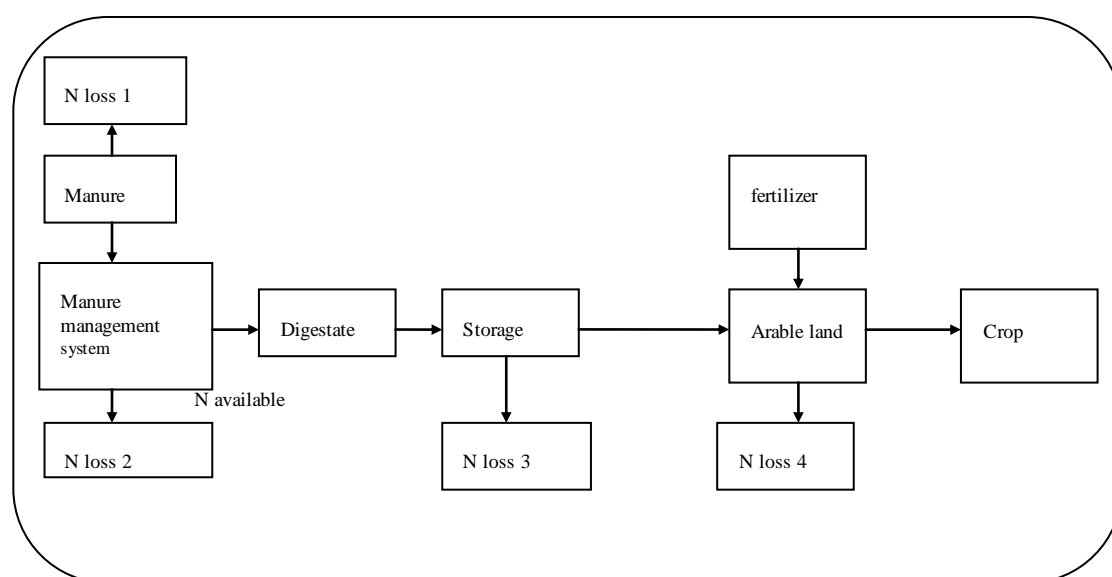 N loss 1
Manure
fertilizer
Manure
management
system
Digestate
Storage
Arable land
Crop
N available
N loss 2
N loss 3
N loss 4